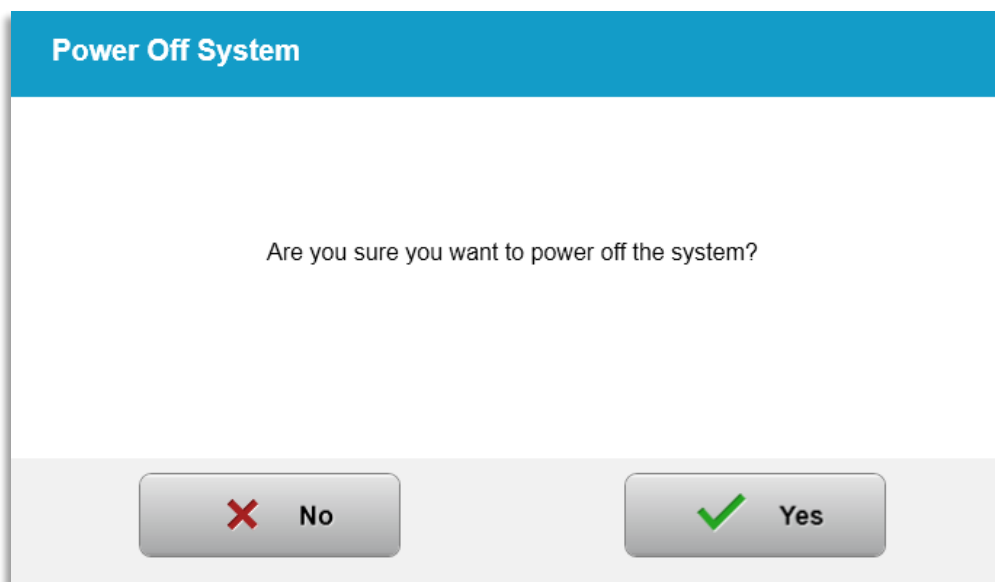 Power Off System
Are you sure you want to power off the system?
No
Yes